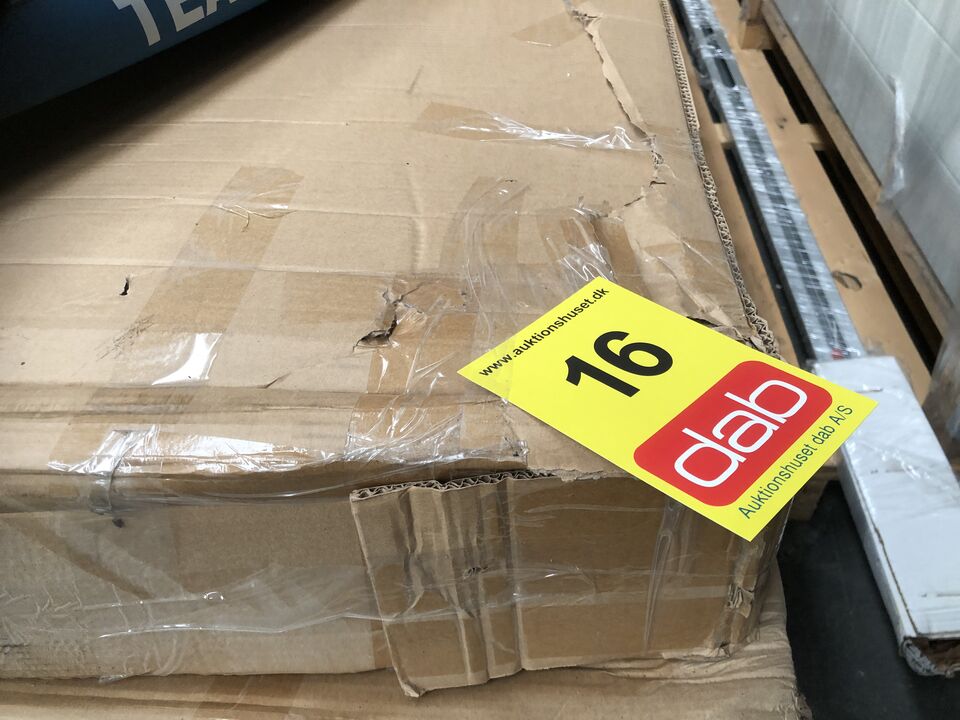 www.auktionshuset.dk
16
dab
Auktionshuset dab A/S